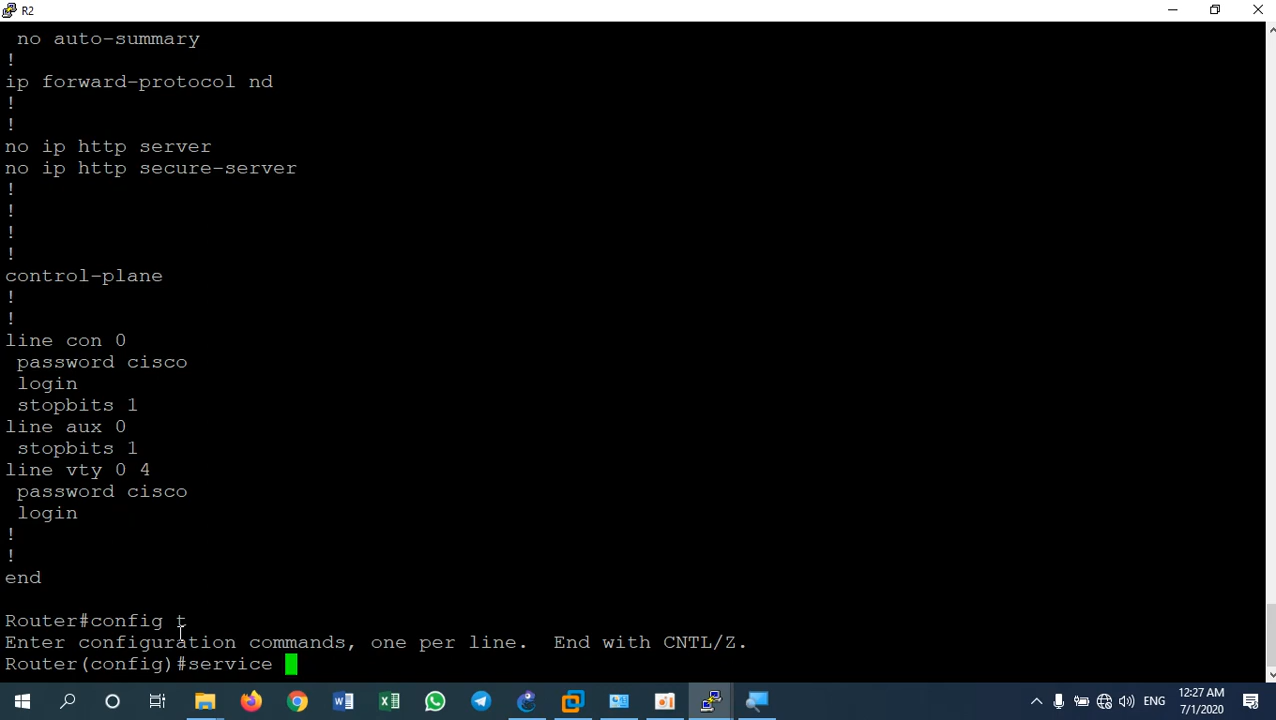 R2
no auto-summary
!
ip forward-protocol nd
!
!
no ip http server
no ip http secure-server
!
!
!
!
control-plane
!
!
line con 0
password cisco
login
stopbits 1
line aux 0
stopbits 1
line vty 0 4
password cisco
login
!
!
end
Router#config t
Enter configuration commands, one per line.  End with CNTL/Z.
Router(config)#service
ENG
12:27 AM
7/1/2020